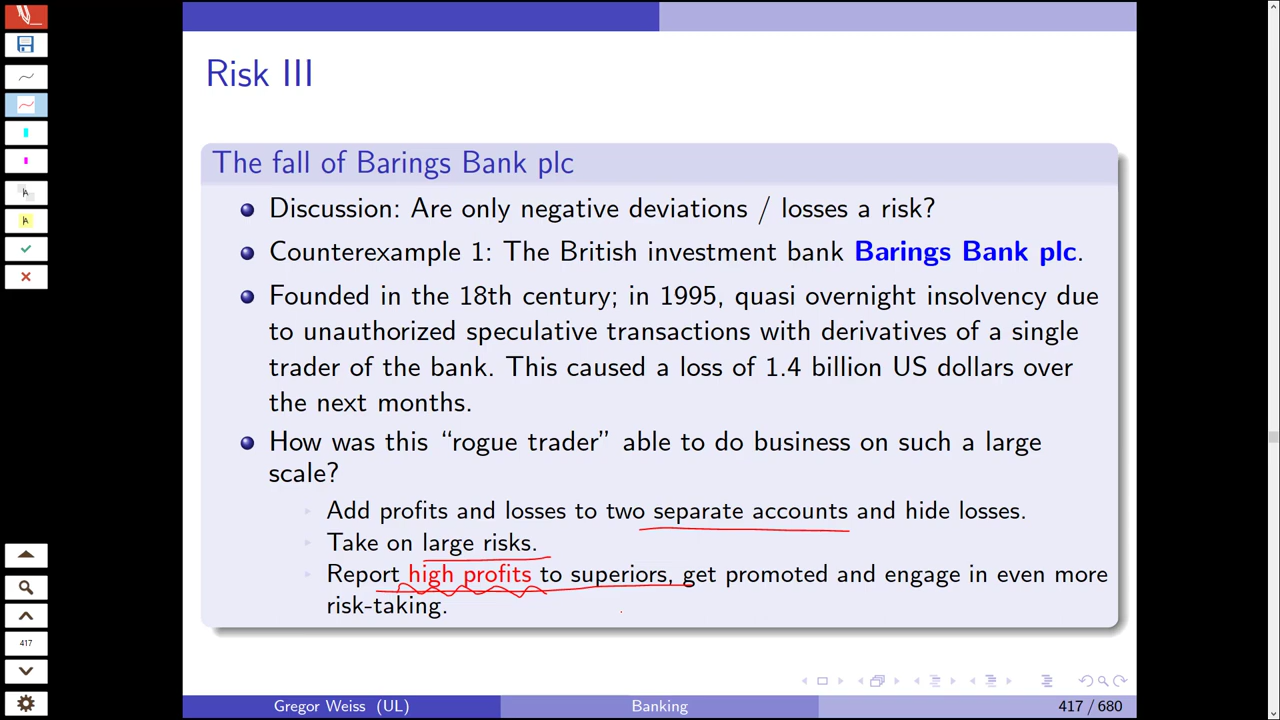 Risk III
The fall of Barings Bank plc
Discussion: Are only negative deviations / losses a risk?
Counterexample 1: The British investment bank Barings Bank plc.
Founded in the 18th century; in 1995, quasi overnight insolvency due
to unauthorized speculative transactions with derivatives of a single
trader of the bank. This caused a loss of 1.4 billion US dollars over
the next months.
How was this “rogue trader” able to do business on such a large
scale?
Add profits and losses to two separate accounts and hide losses.
Take on large risks.
Report high profits to superiors, get promoted and engage in even more
risk-taking.
417
Gregor Weiss (UL)
Banking
417 / 680